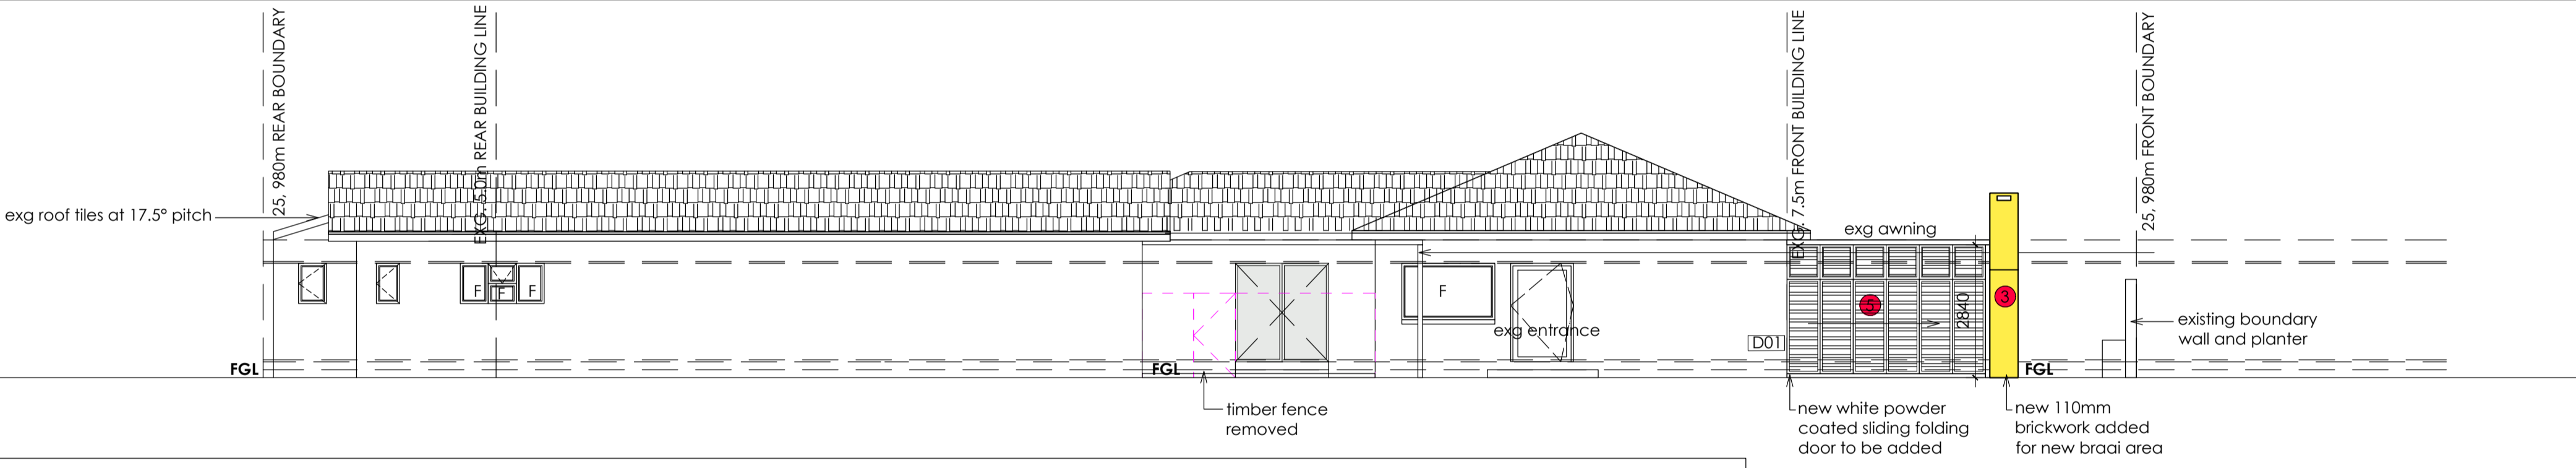 25, 980m REAR BOUNDARY
EXG. 5.0m REAR BUILDING LINE
EXG. 7.5m FRONT BUILDING LINE
25, 980m FRONT BOUNDARY
exg roof tiles at 17.5° pitch
exg awning
F
F
F
F
exg entrance
5
2840
3
D01
existing boundary
wall and planter
FGL
FGL
FGL
timber fence
removed
new white powder
coated sliding folding
door to be added
new 110mm
brickwork added
for new braai area